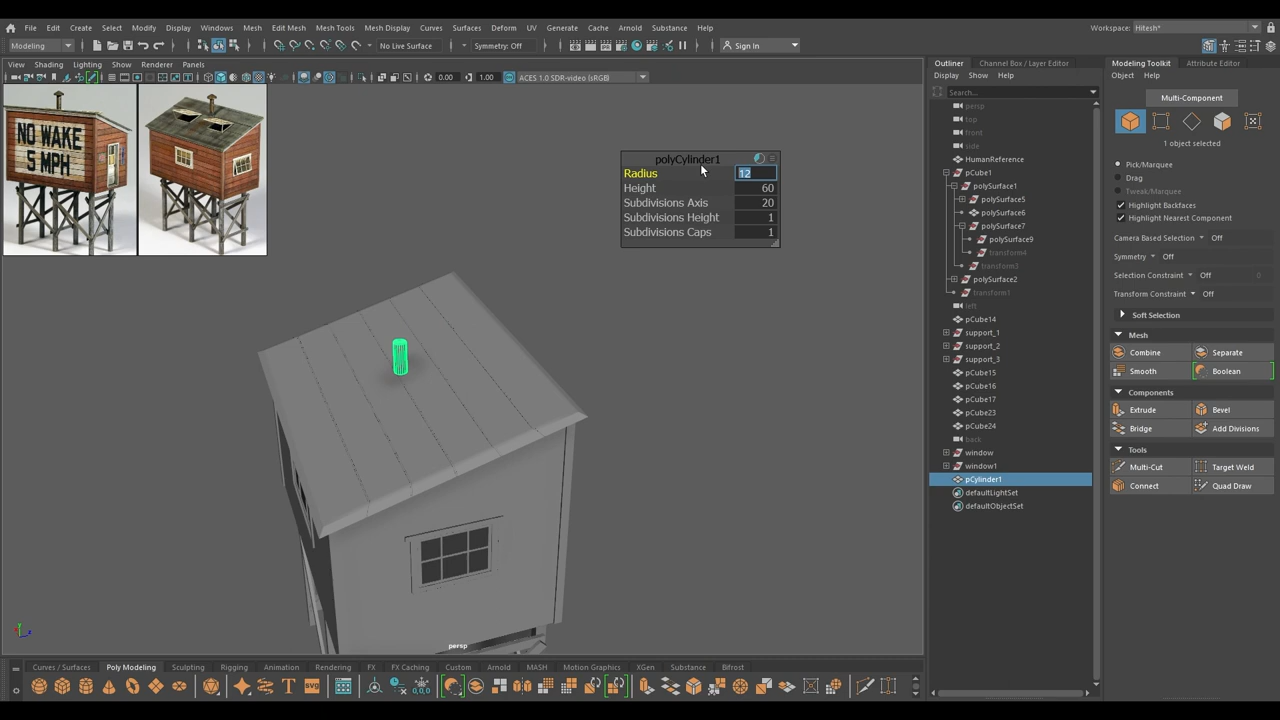 File Edit Create Select Modify Display Windows Mesh Edit Mesh Mesh Tools Mesh Display Curves Surfaces Deform UV Generate Cache Arnold Substance Help
Workspace: Hitesh*
Modeling
No Live Surface
Symmetry: Off
Sign In
View Shading Lighting Show Renderer Panels
0.00
1.00
ACES 1.0 SDR-video (sRGB)
NO WAKE
5 MPH
polyCylinder1
Radius 12
Height 60
Subdivisions Axis 20
Subdivisions Height 1
Subdivisions Caps 1
persp
Outliner
Channel Box / Layer Editor
Display Show Help
Search...
persp
top
front
side
HumanReference
pCube1
polySurface1
polySurface5
polySurface6
polySurface7
polySurface9
transform4
transform3
polySurface2
transform1
left
pCube14
support_1
support_2
support_3
pCube15
pCube16
pCube17
pCube23
pCube24
back
window
window1
pCylinder1
defaultLightSet
defaultObjectSet
Modeling Toolkit
Attribute Editor
Object Help
Multi-Component
1 object selected
Pick/Marquee
Drag
Tweak/Marquee
Highlight Backfaces
Highlight Nearest Component
Camera Based Selection Off
Symmetry Off
Selection Constraint Off 0
Transform Constraint Off
Soft Selection
Mesh
Combine Separate
Smooth Boolean
Components
Extrude Bevel
Bridge Add Divisions
Tools
Multi-Cut Target Weld
Connect Quad Draw
Curves / Surfaces Poly Modeling Sculpting Rigging Animation Rendering FX FX Caching Custom Arnold MASH Motion Graphics XGen Substance Bifrost